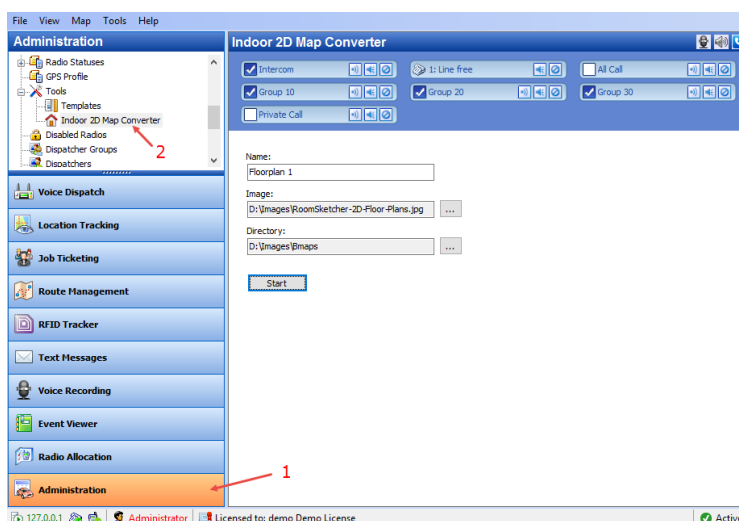 File View Map Tools Help
Administration
Radio Statuses
GPS Profile
Tools
Templates
Indoor 2D Map Converter
Disabled Radios
Dispatcher Groups
Dispatchers
2
Voice Dispatch
Location Tracking
Job Ticketing
Route Management
RFID Tracker
Text Messages
Voice Recording
Event Viewer
Radio Allocation
Administration
1
Indoor 2D Map Converter
Intercom
1: Line free
All Call
Group 10
Group 20
Group 30
Private Call
Name:
Floorplan 1
Image:
D:\Images\RoomSketcher-2D-Floor-Plans.jpg
...
Directory:
D:\Images\Bmaps
...
Start
127.0.0.1 Administrator Licensed to: demo Demo License Active